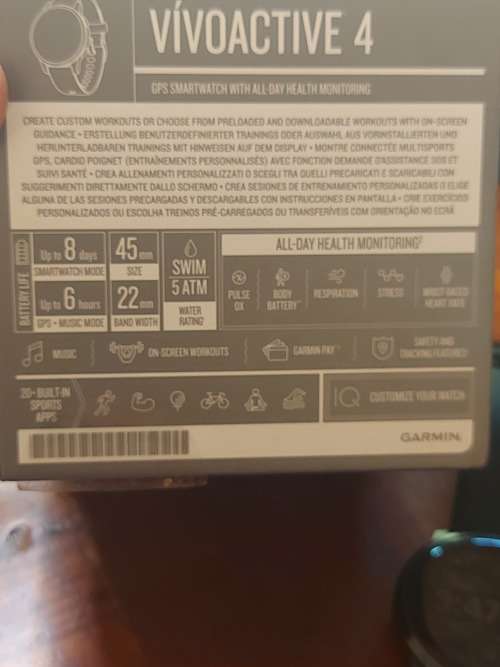 VÍVOACTIVE 4
GPS SMARTWATCH WITH ALL-DAY HEALTH MONITORING
CREATE CUSTOM WORKOUTS OR CHOOSE FROM PRELOADED AND DOWNLOADABLE WORKOUTS WITH ON-SCREEN
GUIDANCE • ERSTELLUNG BENUTZERDEFINIERTER TRAININGS ODER AUSWAHL AUS VORINSTALLIERTEN UND
HERUNTERLADBAREN TRAININGS MIT HINWEISEN AUF DEM DISPLAY • MONTRE CONNECTÉE MULTISPORTS
GPS, CARDIO POIGNET (ENTRAÎNEMENTS PERSONNALISÉS) AVEC FONCTION DEMANDE D'ASSISTANCE SOS ET
SUIVI SANTÉ • CREA ALLENAMENTI PERSONALIZZATI O SCEGLI TRA QUELLI PRECARICATI E SCARICABILI CON
SUGGERIMENTI DIRETTAMENTE DALLO SCHERMO • CREA SESIONES DE ENTRENAMIENTO PERSONALIZADAS O ELIGE
ALGUNA DE LAS SESIONES PRECARGADAS Y DESCARGABLES CON INSTRUCCIONES EN PANTALLA • CRIE EXERCÍCIOS
PERSONALIZADOS OU ESCOLHA TREINOS PRÉ-CARREGADOS OU TRANSFERÍVEIS COM ORIENTAÇÃO NO ECRÃ
BATTERY LIFE
Up to 8 days
SMARTWATCH MODE
Up to 6 hours
GPS + MUSIC MODE
45 mm
SIZE
22 mm
BAND WIDTH
SWIM
5 ATM
WATER
RATING
ALL-DAY HEALTH MONITORING
PULSE
OX
BODY
BATTERY™
RESPIRATION
STRESS
WRIST-BASED
HEART RATE
MUSIC
ON-SCREEN WORKOUTS
GARMIN PAY™
SAFETY AND
TRACKING FEATURES
20+ BUILT-IN
SPORTS
APPS
IQ
CUSTOMIZE YOUR WATCH
GARMIN